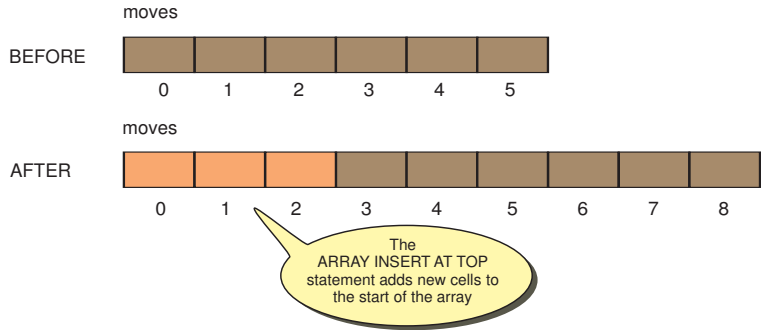 moves
BEFORE
0 1 2 3 4 5
moves
AFTER
0 1 2 3 4 5 6 7 8
The
ARRAY INSERT AT TOP
statement adds new cells to
the start of the array